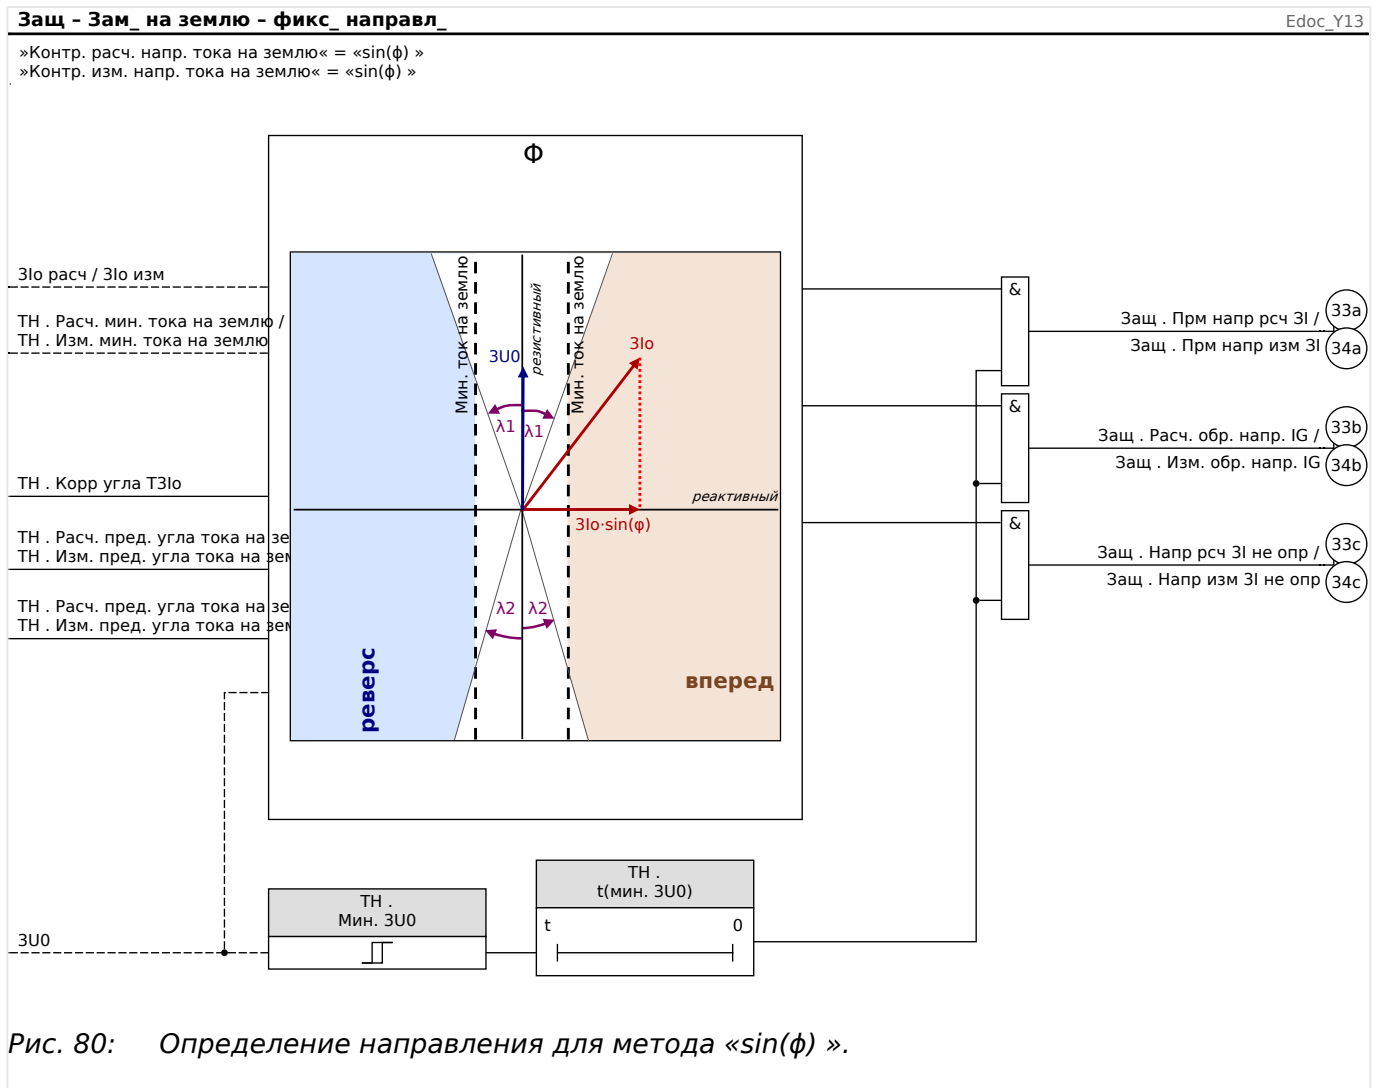 Защ – Зам_ на землю – фикс_ направл_
Edoc_Y13
»Контр. расч. напр. тока на землю« = «sin(ϕ) »
»Контр. изм. напр. тока на землю« = «sin(ϕ) »
Φ
3Io расч / 3Io изм
ТН . Расч. мин. тока на землю /
ТН . Изм. мин. тока на землю
ТН . Корр угла T3Io
ТН . Расч. пред. угла тока на зе
ТН . Изм. пред. угла тока на зем
ТН . Расч. пред. угла тока на зе
ТН . Изм. пред. угла тока на зем
3U0
Мин. ток на землю
резистивный
Мин. ток на землю
3U0
3Io
λ1
λ1
реактивный
3Io·sin(φ)
λ2
λ2
реверс
вперед
&
Защ . Прм напр рсч 3I /
Защ . Прм напр изм 3I
33a
34a
&
Защ . Расч. обр. напр. IG /
Защ . Изм. обр. напр. IG
33b
34b
&
Защ . Напр рсч 3I не опр /
Защ . Напр изм 3I не опр
33c
34c
ТН .
Мин. 3U0
ТН .
t(мин. 3U0)
t
0
Рис. 80: Определение направления для метода «sin(ϕ) ».